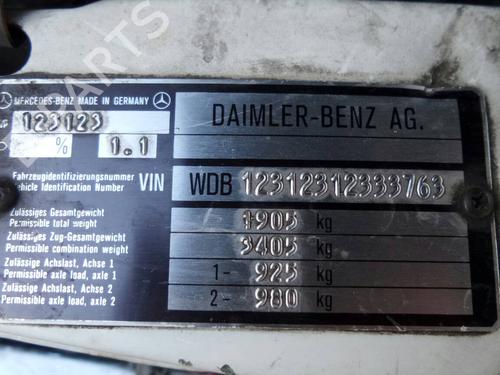 MERCEDES-BENZ MADE IN GERMANY
DAIMLER-BENZ AG.
123123
% 1.1
Fahrzeugidentifizierungsnummer
Vehicle Identification Number VIN WDB 12312312333763
Zulässiges Gesamtgewicht
Permissible total weight 1905 kg
Zulässiges Zug-Gesamtgewicht
Permissible combination weight 3405 kg
Zulässige Achslast, Achse 1
Permissible axle load, axle 1 1- 925 kg
Zulässige Achslast, Achse 2
Permissible axle load, axle 2 2- 980 kg